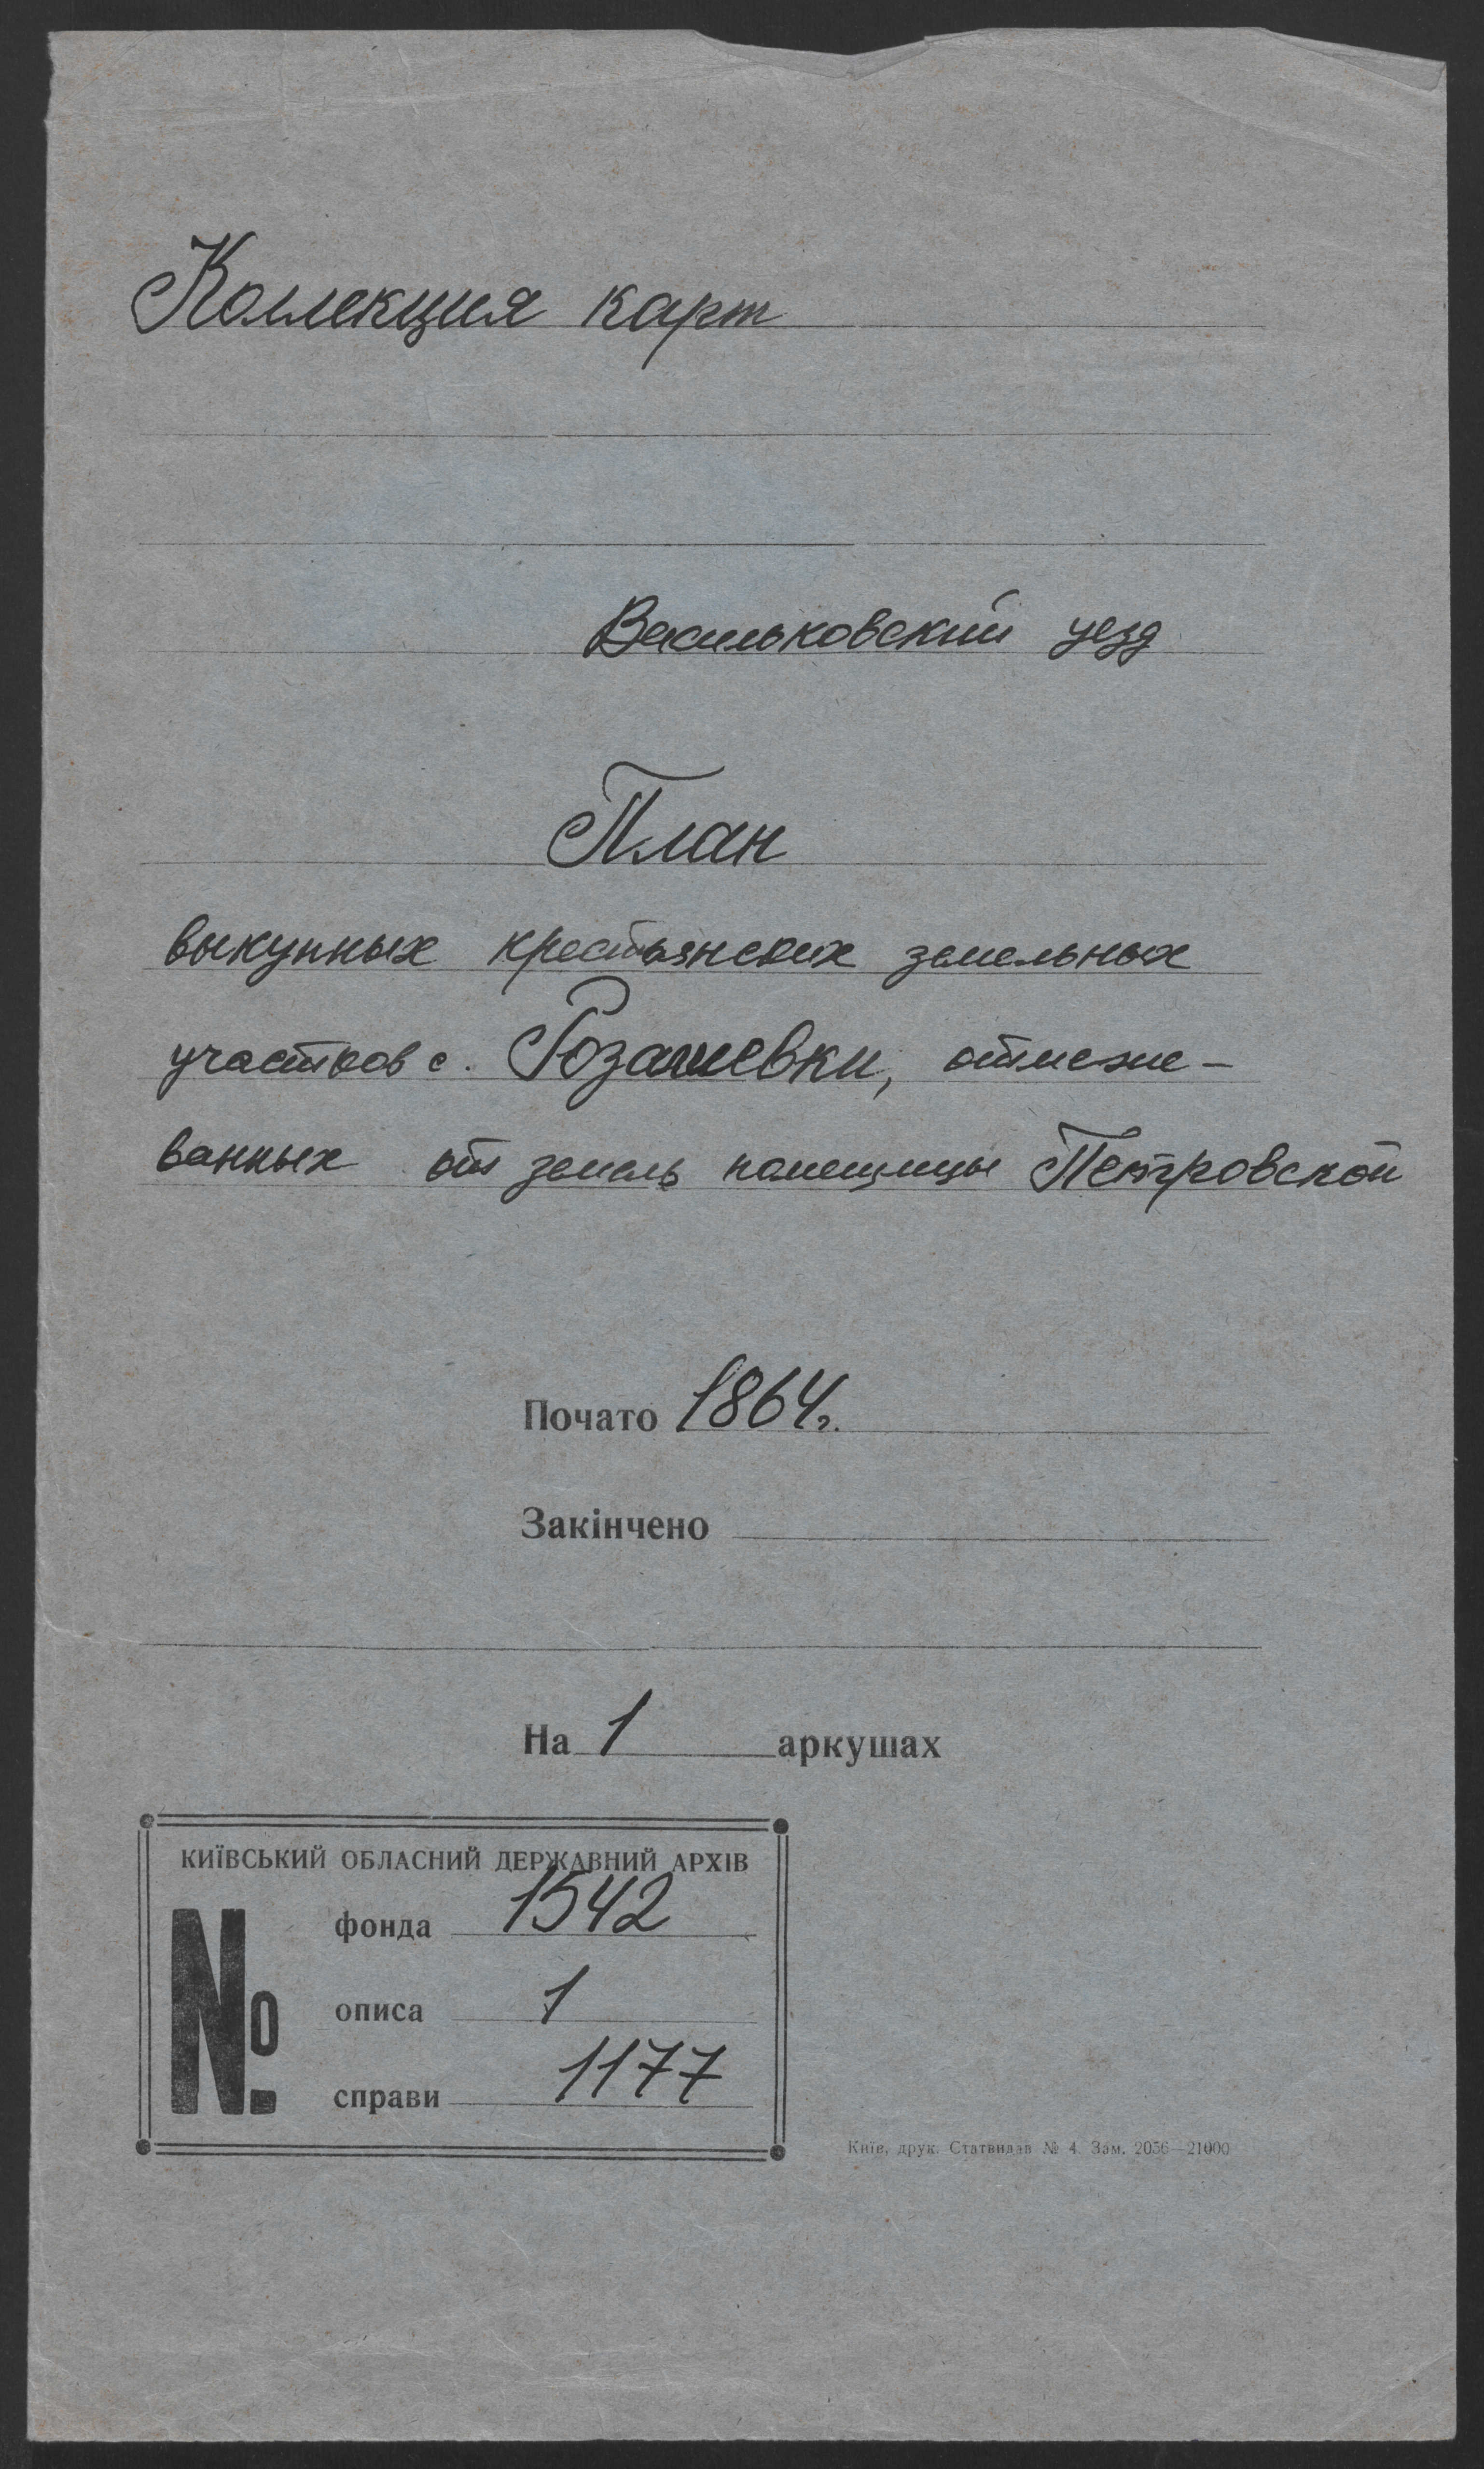 Коллекция карт
Васильковский уезд
План
выкупных крестьянских земельных
участков с. Розалиевки, отмеже-
ванных от земель помещицы Петровской
Почато 1864г.
Закінчено
На 1 аркушах
КИЇВСЬКИЙ ОБЛАСНИЙ ДЕРЖАВНИЙ АРХІВ
№
фонда 1542
описа 1
справи 1177
Київ, друк. Статвидав № 4. Зам. 2056—21000